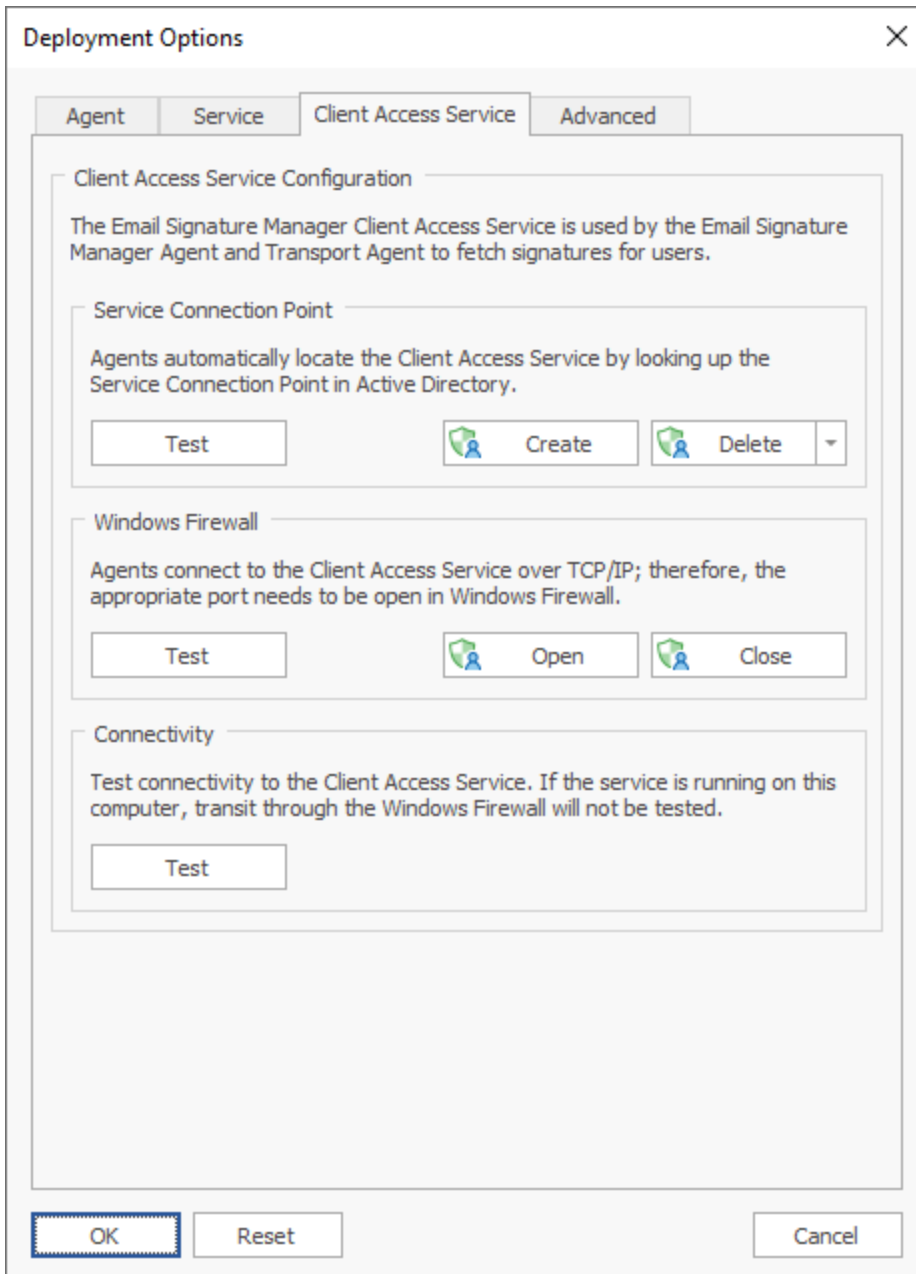 Deployment Options
Agent Service Client Access Service Advanced
Client Access Service Configuration
The Email Signature Manager Client Access Service is used by the Email Signature
Manager Agent and Transport Agent to fetch signatures for users.
Service Connection Point
Agents automatically locate the Client Access Service by looking up the
Service Connection Point in Active Directory.
Test Create Delete
Windows Firewall
Agents connect to the Client Access Service over TCP/IP; therefore, the
appropriate port needs to be open in Windows Firewall.
Test Open Close
Connectivity
Test connectivity to the Client Access Service. If the service is running on this
computer, transit through the Windows Firewall will not be tested.
Test
OK Reset Cancel